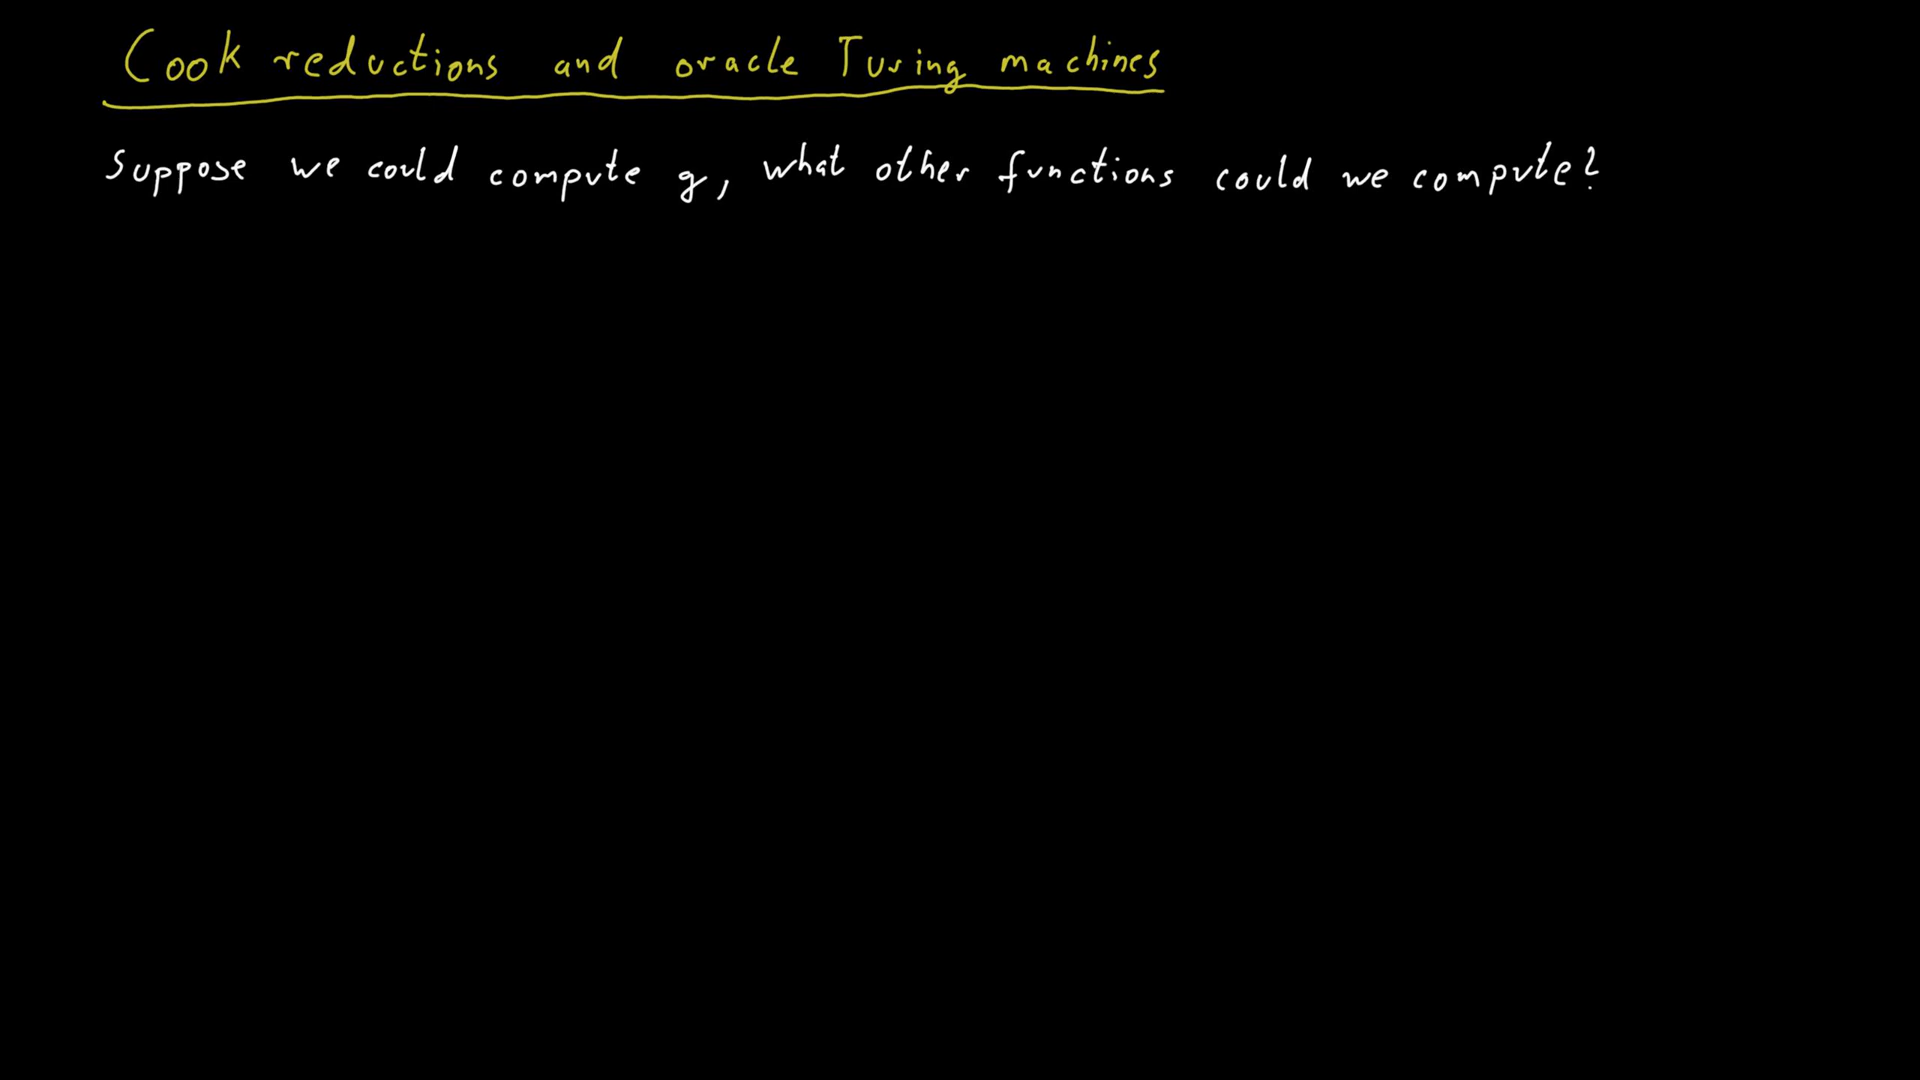 Cook reductions and oracle Turing machines
Suppose we could compute g, what other functions could we compute?